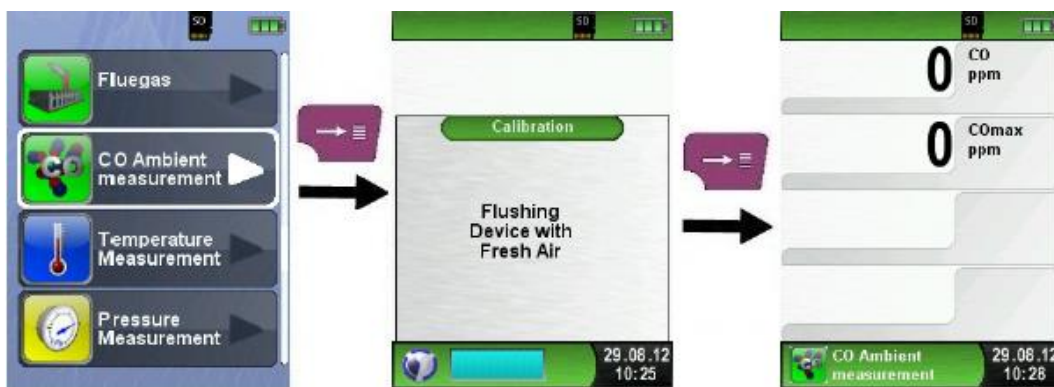 SD
Fluegas
CO Ambient
measurement
Temperature
Measurement
Pressure
Measurement
SD
Calibration
Flushing
Device with
Fresh Air
29.08.12
10:25
SD
0 CO
ppm
0 COmax
ppm
CO Ambient
measurement
29.08.12
10:28